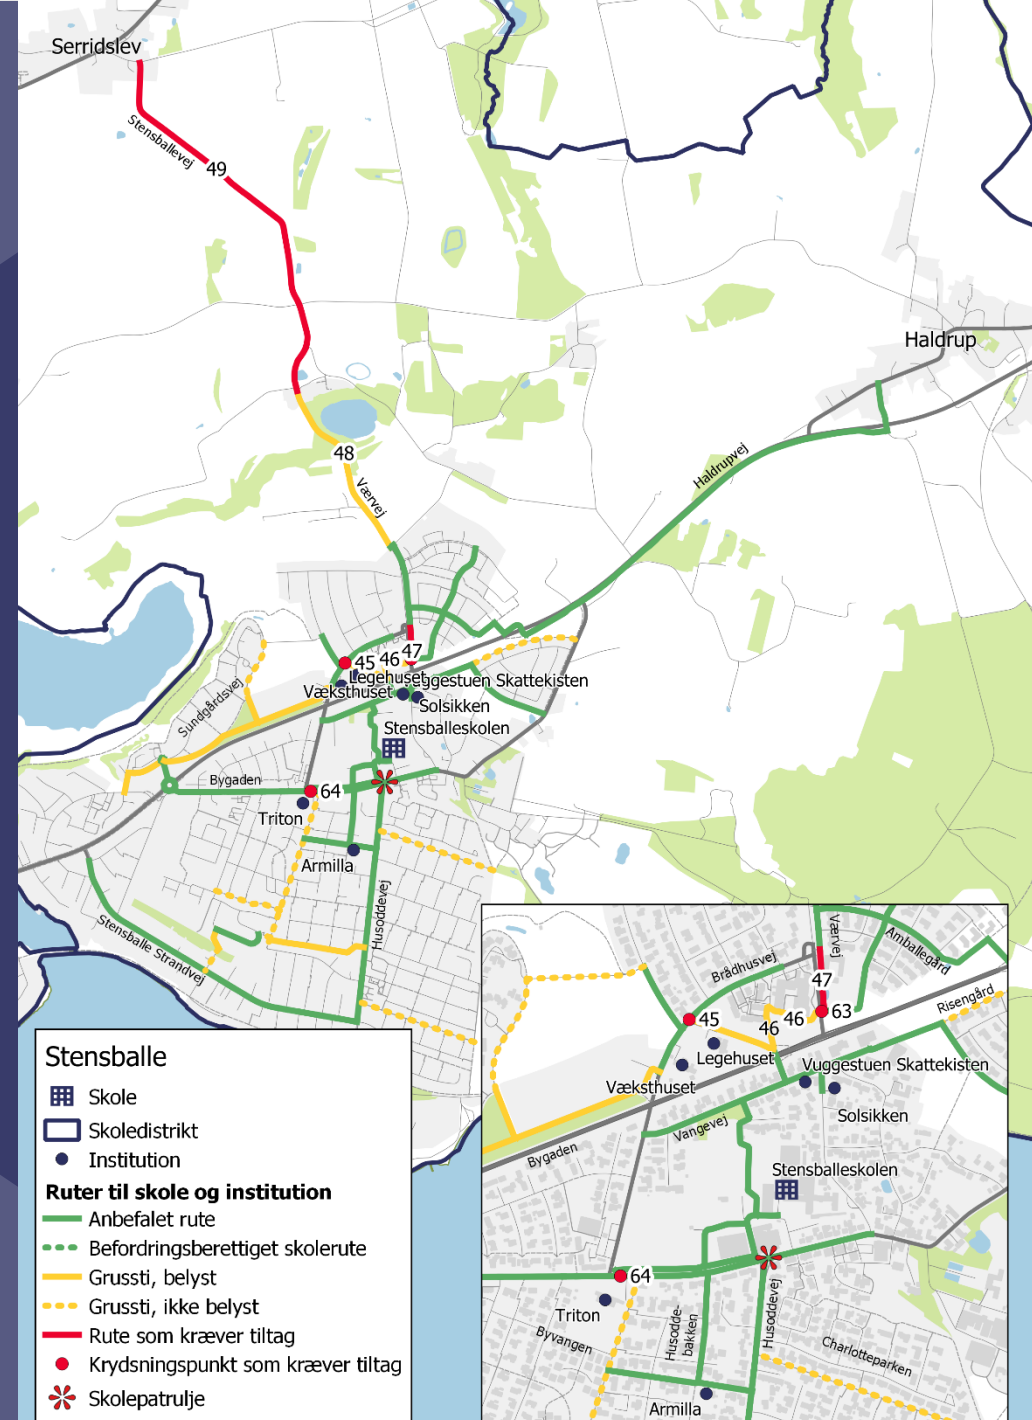 Serridslev
Stensballevej
49
Haldrup
Haldrupvej
48
Værvej
45
46
47
Legehuset
Vuggestuen Skattekisten
Væksthuset
Solsikken
Stensballeskolen
Sundgårdsvej
Bygaden
64
Triton
Armilla
Husoddevej
Stensballe Strandvej
Værvej
Amballegård
Brådhusvej
47
Risengård
45
46
46
63
Legehuset
Vuggestuen Skattekisten
Væksthuset
Solsikken
Vangevej
Bygaden
Stensballeskolen
64
Triton
Husodde-
bakken
Husoddevej
Byvangen
Charlotteparken
Armilla
Stensballe
Skole
Skoledistrikt
Institution
Ruter til skole og institution
Anbefalet rute
Befordringsberettiget skolerute
Grussti, belyst
Grussti, ikke belyst
Rute som kræver tiltag
Krydsningspunkt som kræver tiltag
Skolepatrulje